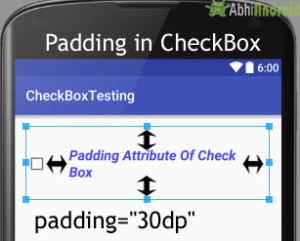 AbhiAndroid
Padding in CheckBox
6:00
CheckBoxTesting
Padding Attribute Of Check
Box
padding="30dp"